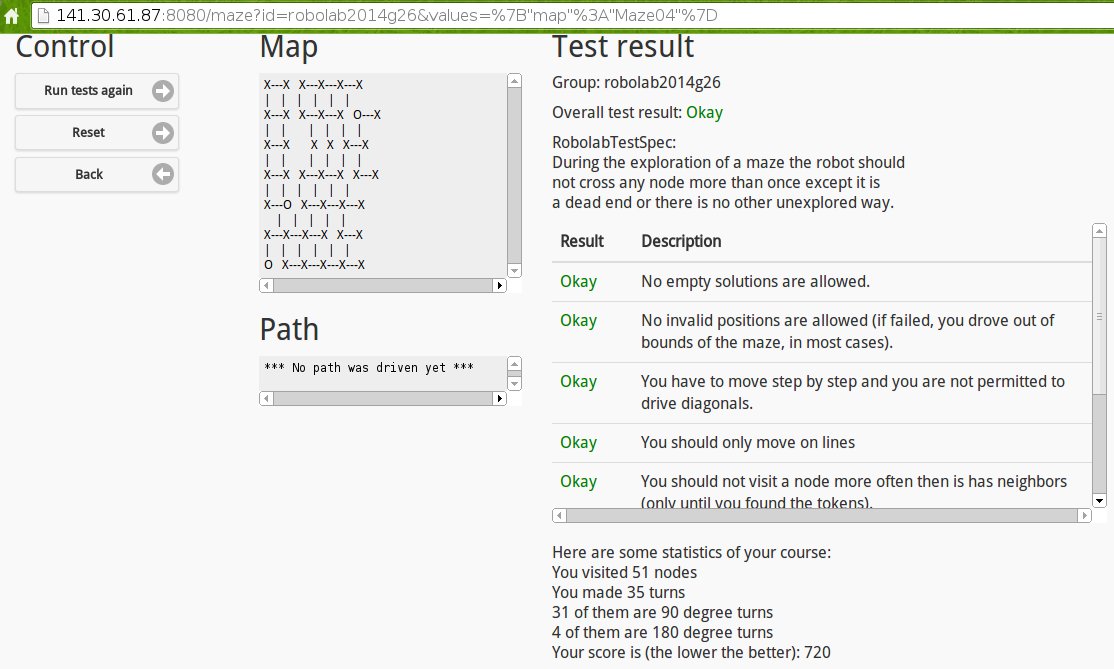 141.30.61.87:8080/maze?id=robolab2014g26&values=%7B"map"%3A"Maze04"%7D
Control
Run tests again
Reset
Back
Map
X---X  X---X---X---X
|  |  |  |  |  |
X---X  X---X---X  O---X
|  |     |  |  |  |
X---X     X  X  X---X
|  |     |  |  |  |
X---X  X---X---X  X---X
|  |  |  |  |  |
X---O  X---X---X---X
   |  |  |  |  |
X---X---X---X  X---X
|  |  |  |  |  |
O  X---X---X---X---X
Path
*** No path was driven yet ***
Test result
Group: robolab2014g26
Overall test result: Okay
RobolabTestSpec:
During the exploration of a maze the robot should
not cross any node more than once except it is
a dead end or there is no other unexplored way.
Result Description
Okay No empty solutions are allowed.
Okay No invalid positions are allowed (if failed, you drove out of
bounds of the maze, in most cases).
Okay You have to move step by step and you are not permitted to
drive diagonals.
Okay You should only move on lines
Okay You should not visit a node more often then is has neighbors
(only until you found the tokens).
Here are some statistics of your course:
You visited 51 nodes
You made 35 turns
31 of them are 90 degree turns
4 of them are 180 degree turns
Your score is (the lower the better): 720